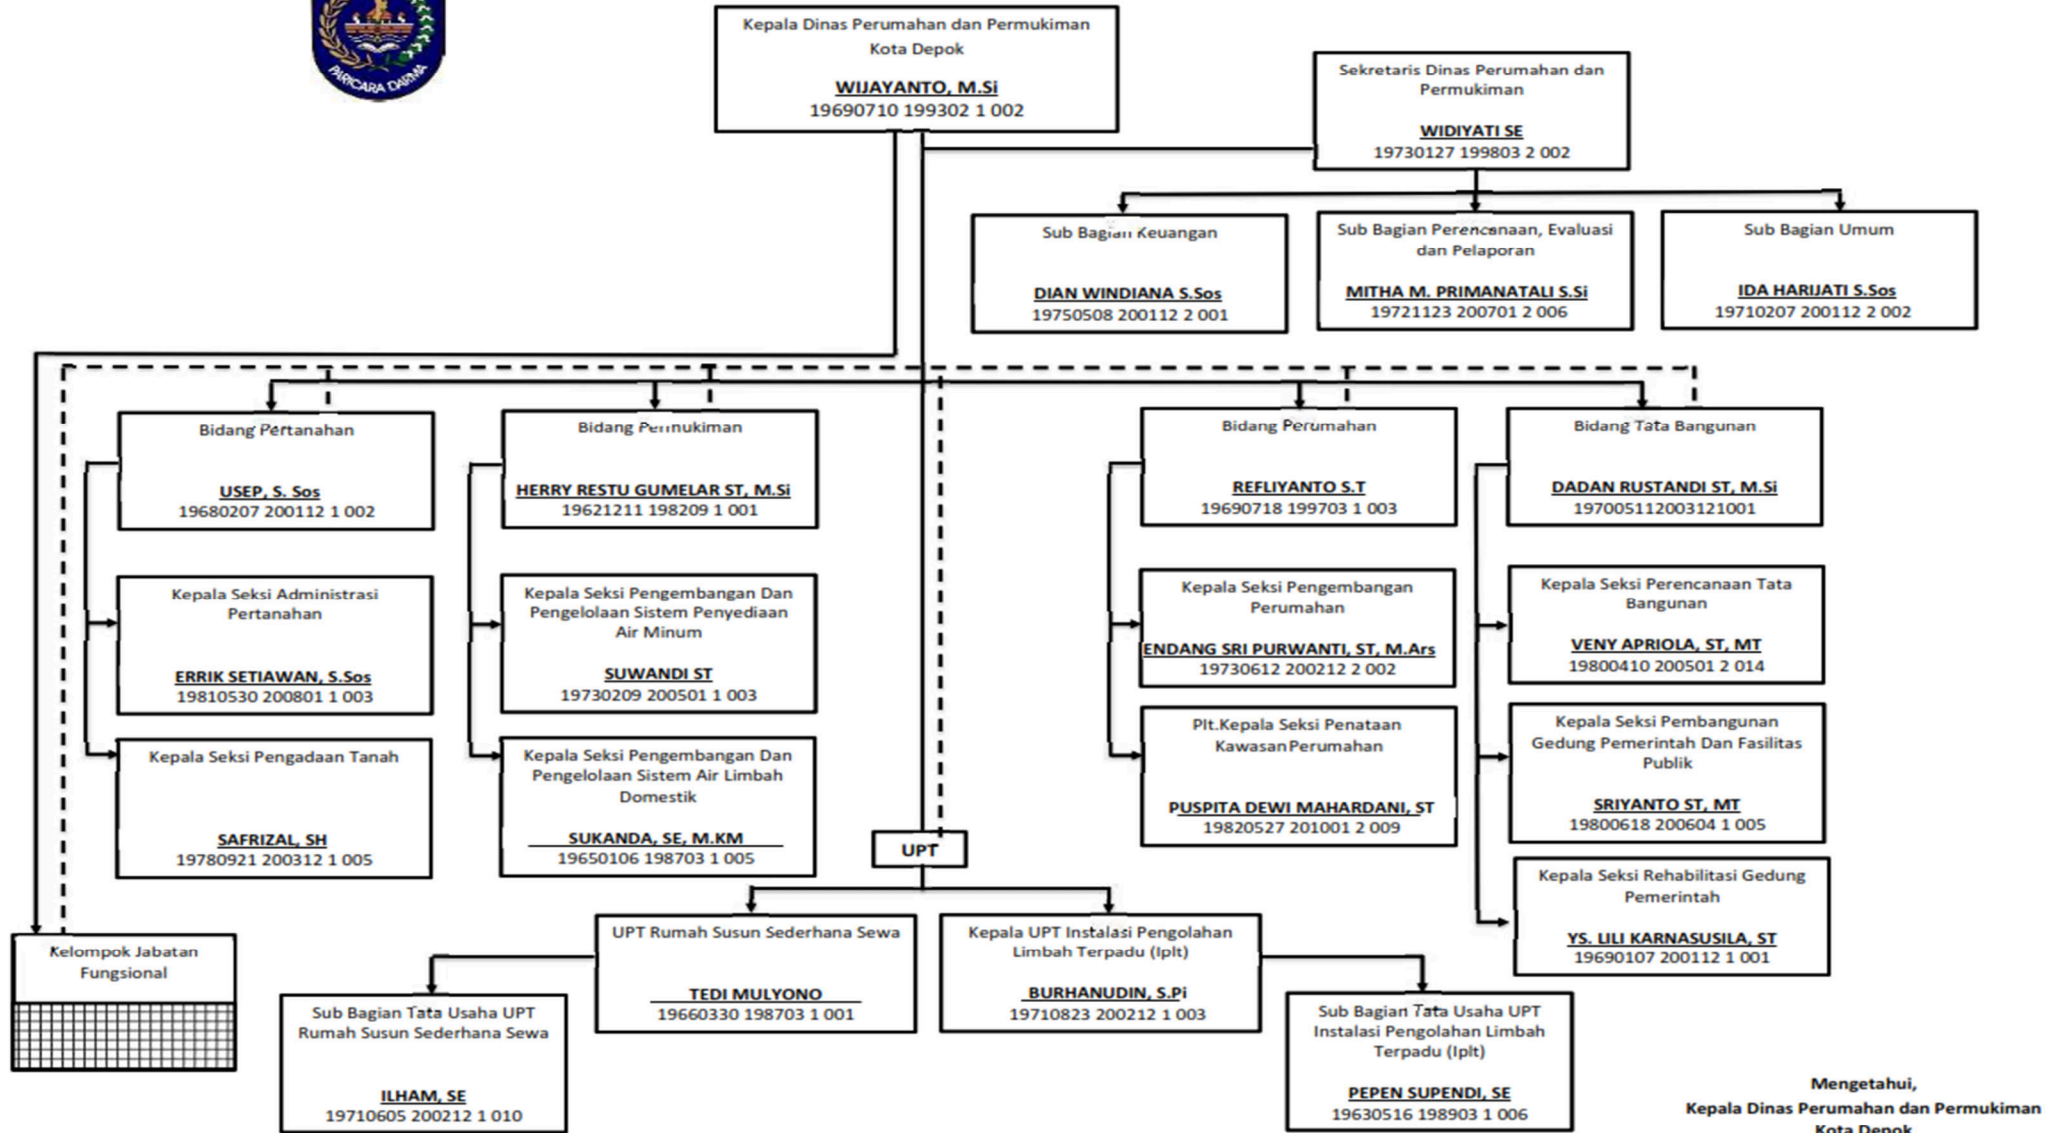 PARICARA DARMA
Kepala Dinas Perumahan dan Permukiman
Kota Depok
WIJAYANTO, M.Si
19690710 199302 1 002
Sekretaris Dinas Perumahan dan
Permukiman
WIDIYATI SE
19730127 199803 2 002
Sub Bagian Keuangan
DIAN WINDIANA S.Sos
19750508 200112 2 001
Sub Bagian Perencanaan, Evaluasi
dan Pelaporan
MITHA M. PRIMANATALI S.Si
19721123 200701 2 006
Sub Bagian Umum
IDA HARIJATI S.Sos
19710207 200112 2 002
Bidang Pertanahan
USEP, S. Sos
19680207 200112 1 002
Bidang Permukiman
HERRY RESTU GUMELAR ST, M.Si
19621211 198209 1 001
Bidang Perumahan
REFLIYANTO S.T
19690718 199703 1 003
Bidang Tata Bangunan
DADAN RUSTANDI ST, M.Si
197005112003121001
Kepala Seksi Administrasi
Pertanahan
ERRIK SETIAWAN, S.Sos
19810530 200801 1 003
Kepala Seksi Pengembangan Dan
Pengelolaan Sistem Penyediaan
Air Minum
SUWANDI ST
19730209 200501 1 003
Kepala Seksi Pengembangan
Perumahan
ENDANG SRI PURWANTI, ST, M.Ars
19730612 200212 2 002
Kepala Seksi Perencanaan Tata
Bangunan
VENY APRIOLA, ST, MT
19800410 200501 2 014
Kepala Seksi Pengadaan Tanah
SAFRIZAL, SH
19780921 200312 1 005
Kepala Seksi Pengembangan Dan
Pengelolaan Sistem Air Limbah
Domestik
SUKANDA, SE, M.KM
19650106 198703 1 005
Plt.Kepala Seksi Penataan
Kawasan Perumahan
PUSPITA DEWI MAHARDANI, ST
19820527 201001 2 009
Kepala Seksi Pembangunan
Gedung Pemerintah Dan Fasilitas
Publik
SRIYANTO ST, MT
19800618 200604 1 005
UPT
Kepala Seksi Rehabilitasi Gedung
Pemerintah
YS. LILI KARNASUSILA, ST
19690107 200112 1 001
Kelompok Jabatan
Fungsional
UPT Rumah Susun Sederhana Sewa
TEDI MULYONO
19660330 198703 1 001
Kepala UPT Instalasi Pengolahan
Limbah Terpadu (Iplt)
BURHANUDIN, S.Pi
19710823 200212 1 003
Sub Bagian Tata Usaha UPT
Rumah Susun Sederhana Sewa
ILHAM, SE
19710605 200212 1 010
Sub Bagian Tata Usaha UPT
Instalasi Pengolahan Limbah
Terpadu (Iplt)
PEPEN SUPENDI, SE
19630516 198903 1 006
Mengetahui,
Kepala Dinas Perumahan dan Permukiman
Kota Depok